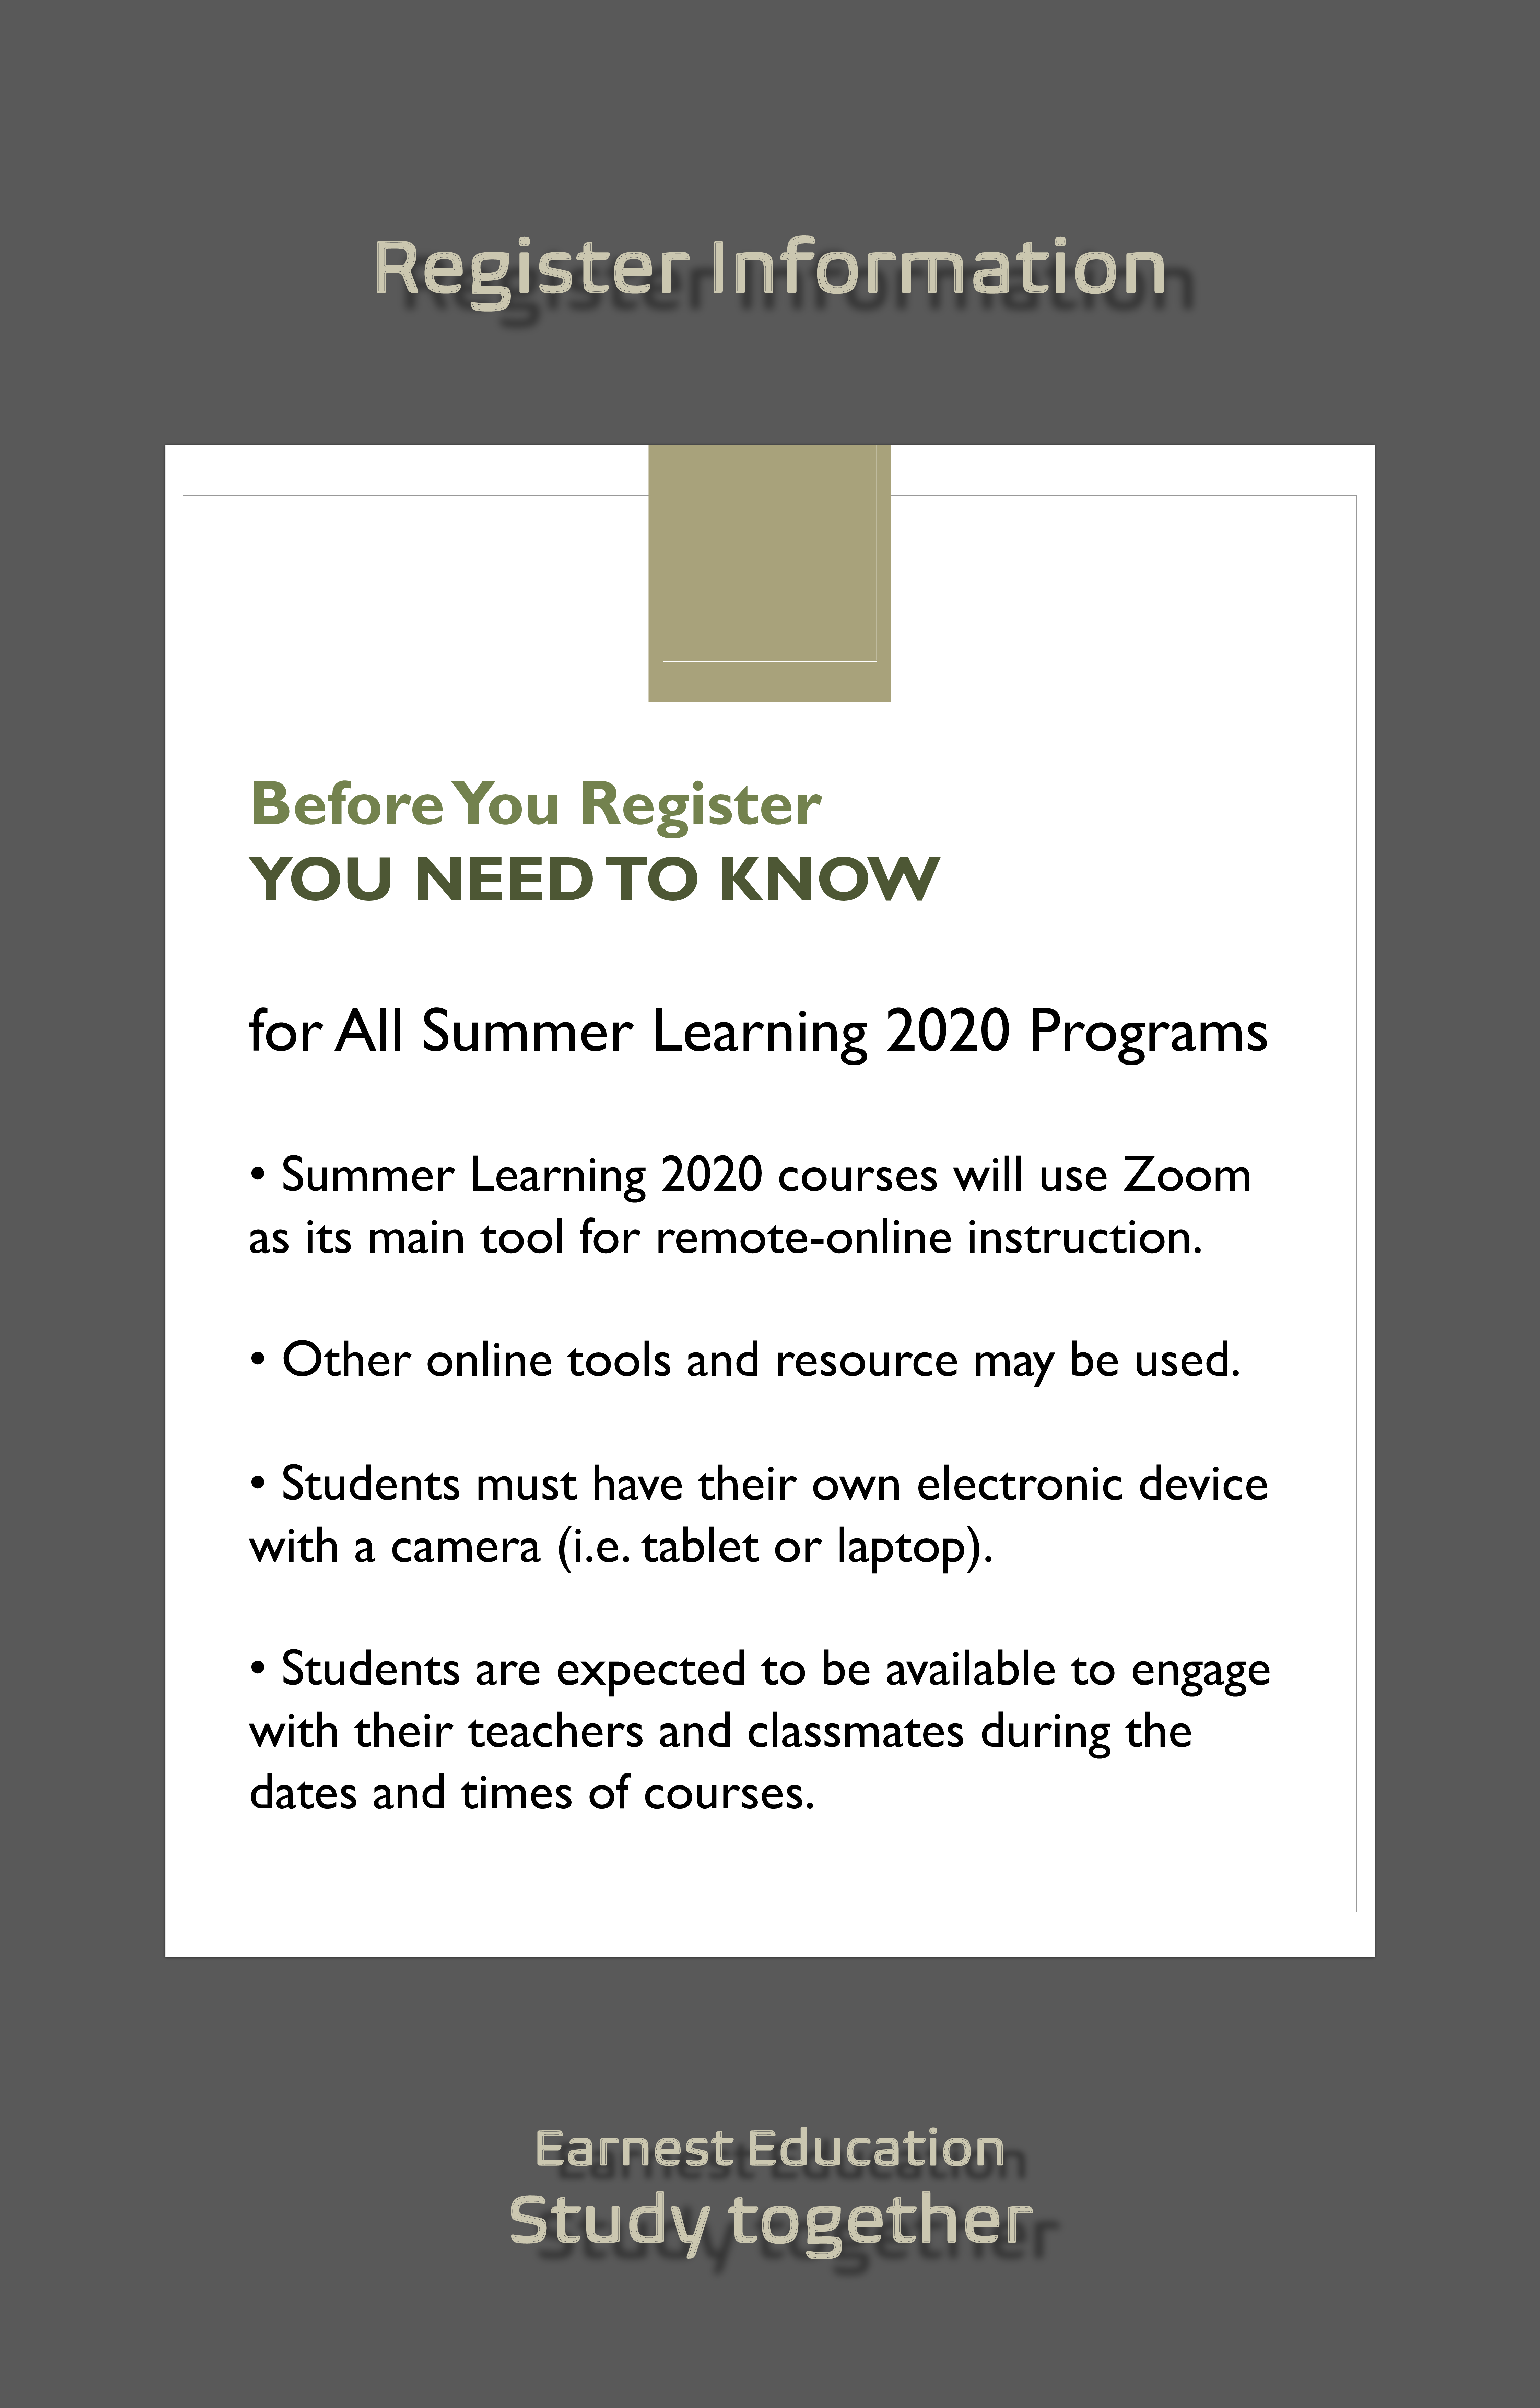 Register Information
Before You Register
YOU NEED TO KNOW
for All Summer Learning 2020 Programs
• Summer Learning 2020 courses will use Zoom
as its main tool for remote-online instruction.
• Other online tools and resource may be used.
• Students must have their own electronic device
with a camera (i.e. tablet or laptop).
• Students are expected to be available to engage
with their teachers and classmates during the
dates and times of courses.
Earnest Education
Study together